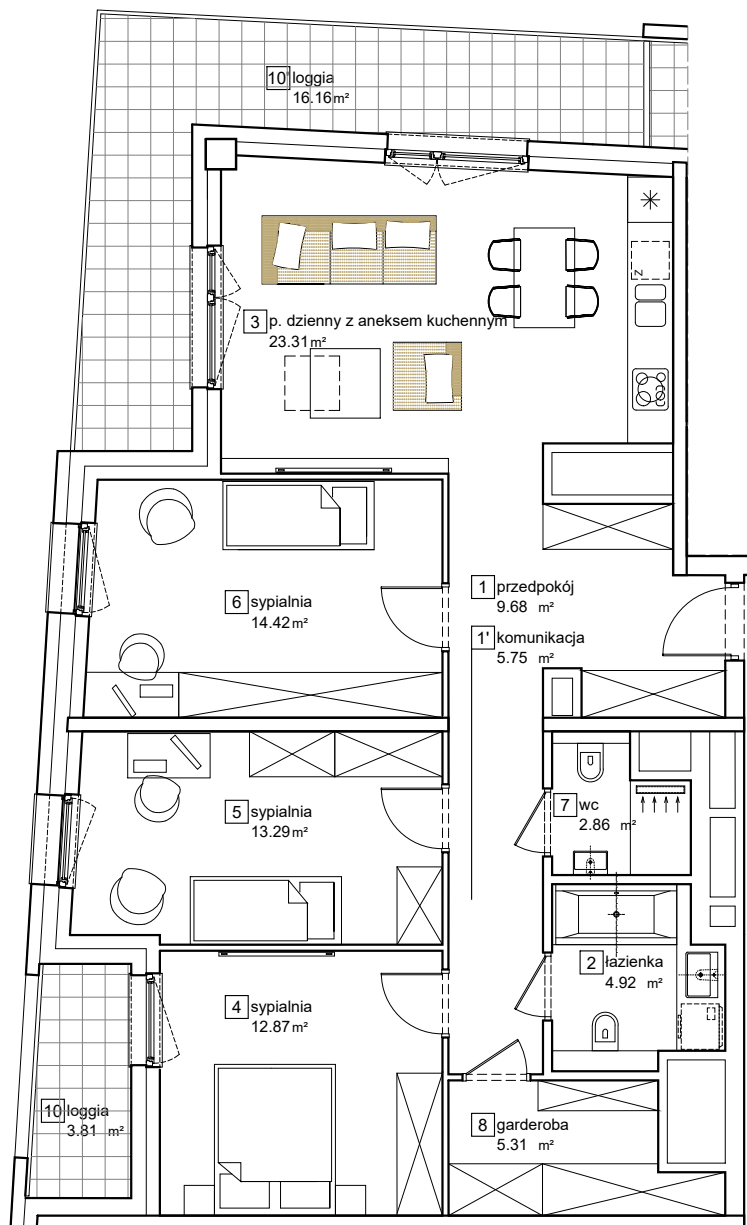 10' loggia
16.16 m²
3 p. dzienny z aneksem kuchennym
23.31 m²
z
1 przedpokój
9.68 m²
6 sypialnia
14.42 m²
1' komunikacja
5.75 m²
5 sypialnia
13.29 m²
7 wc
2.86 m²
2 łazienka
4.92 m²
4 sypialnia
12.87 m²
10 loggia
3.81 m²
8 garderoba
5.31 m²